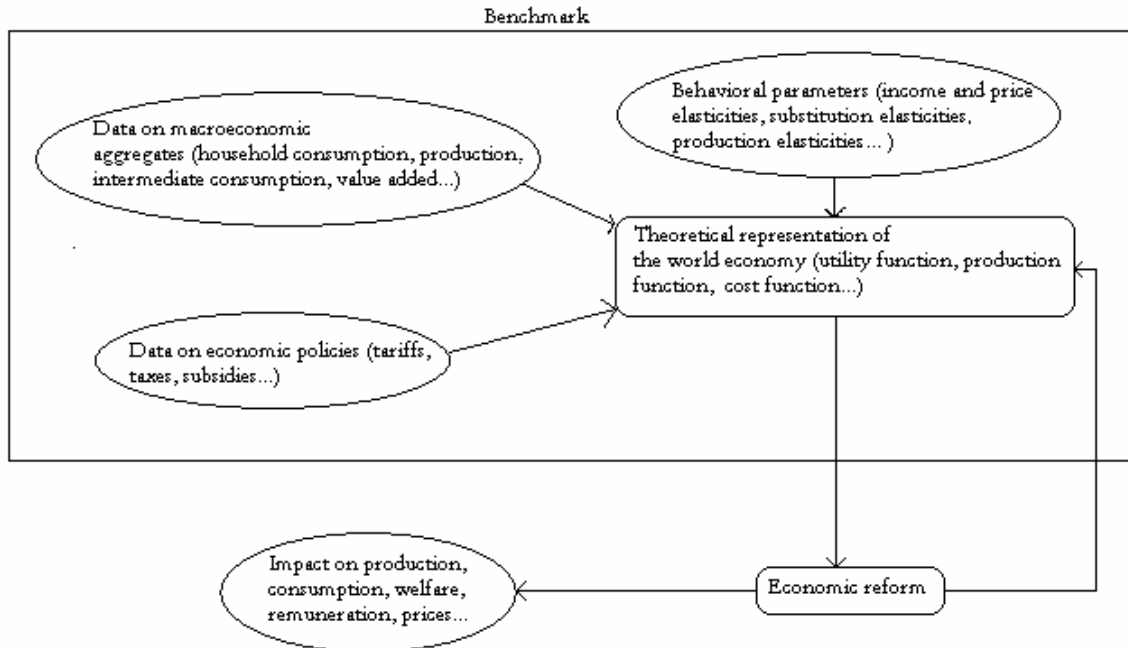 Benchmark
Data on macroeconomic
aggregates (household consumption, production,
intermediate consumption, value added...)
Behavioral parameters (income and price
elasticities, substitution elasticities,
production elasticities... )
Theoretical representation of
the world economy (utility function, production
function, cost function...)
Data on economic policies (tariffs,
taxes, subsidies...)
Impact on production,
consumption, welfare,
remuneration, prices...
Economic reform